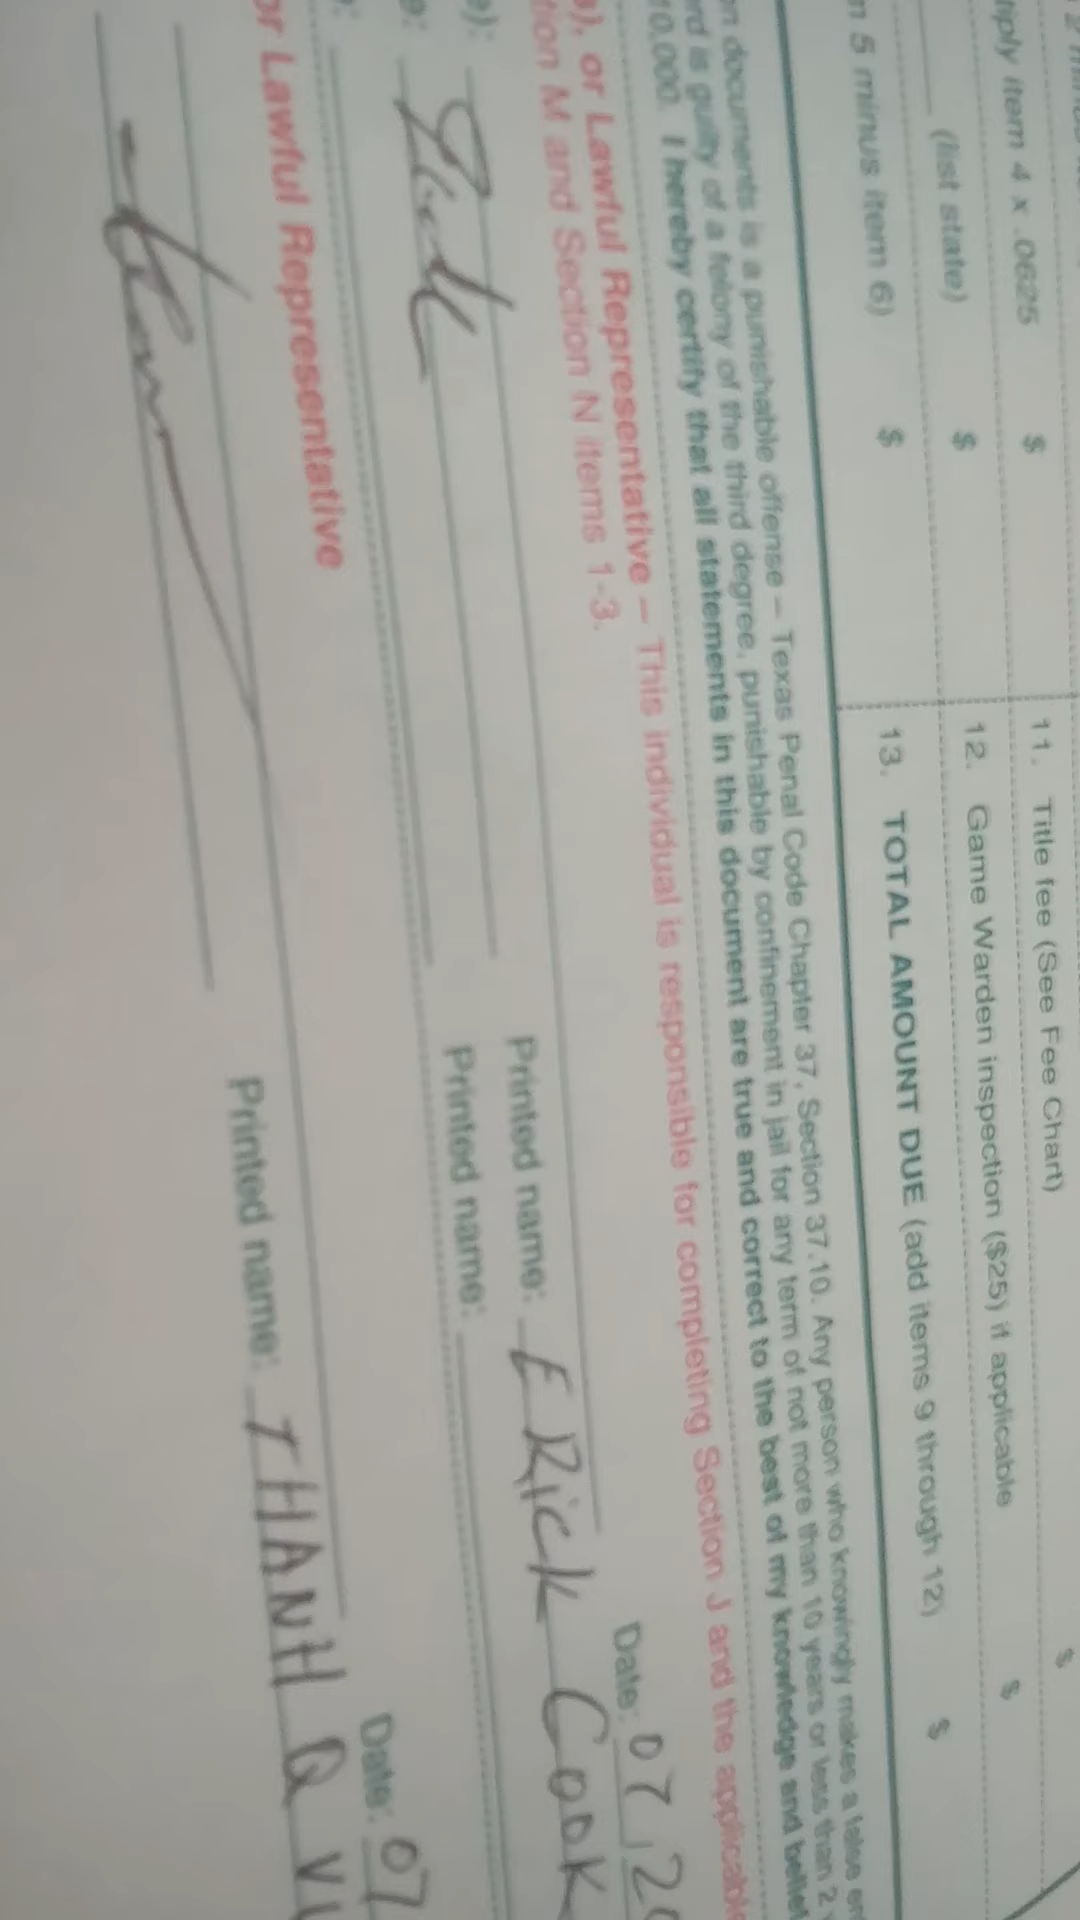 11. Title fee (See Fee Chart) $
tiply item 4 x .0625 $
12. Game Warden inspection ($25) if applicable $
(list state) $
13. TOTAL AMOUNT DUE (add items 9 through 12) $
m 5 minus item 6) $
on documents is a punishable offense – Texas Penal Code Chapter 37, Section 37.10. Any person who knowingly makes a false en
rd is guilty of a felony of the third degree, punishable by confinement in jail for any term of not more than 10 years or less than 2
10,000. I hereby certify that all statements in this document are true and correct to the best of my knowledge and belief
), or Lawful Representative – This individual is responsible for completing Section J and the applicable
tion M and Section N items 1-3.
Date: 07, 20
e): Printed name: ERick Cook
e: Printed name:
or Lawful Representative
Date: 07
Printed name: THANH Q VU